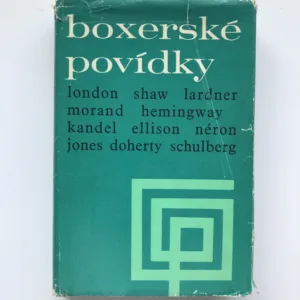 boxerské
povídky
london shaw lardner
morand hemingway
kandel ellison néron
jones doherty schulberg